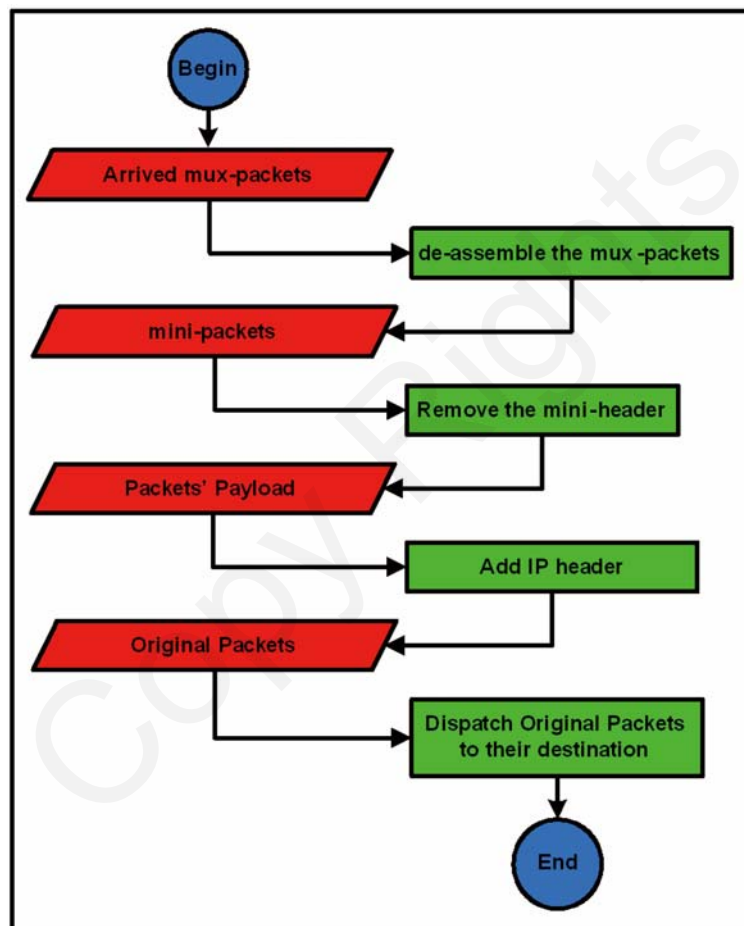 Begin
Arrived mux-packets
de-assemble the mux -packets
mini-packets
Remove the mini-header
Packets' Payload
Add IP header
Original Packets
Dispatch Original Packets
to their destination
End
Copy Rights